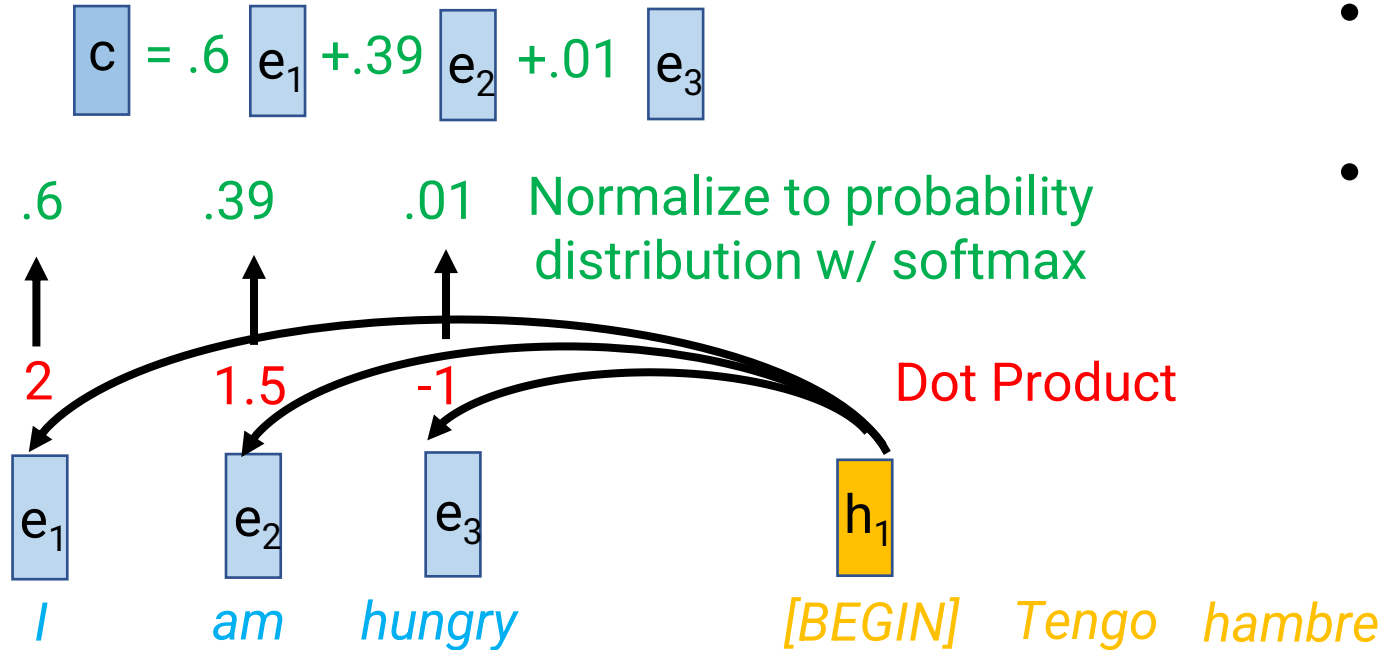 c = .6 e1 +.39 e2 +.01 e3
.6 .39 .01 Normalize to probability
distribution w/ softmax
2 1.5 -1 Dot Product
e1 e2 e3 h1
I am hungry [BEGIN] Tengo hambre